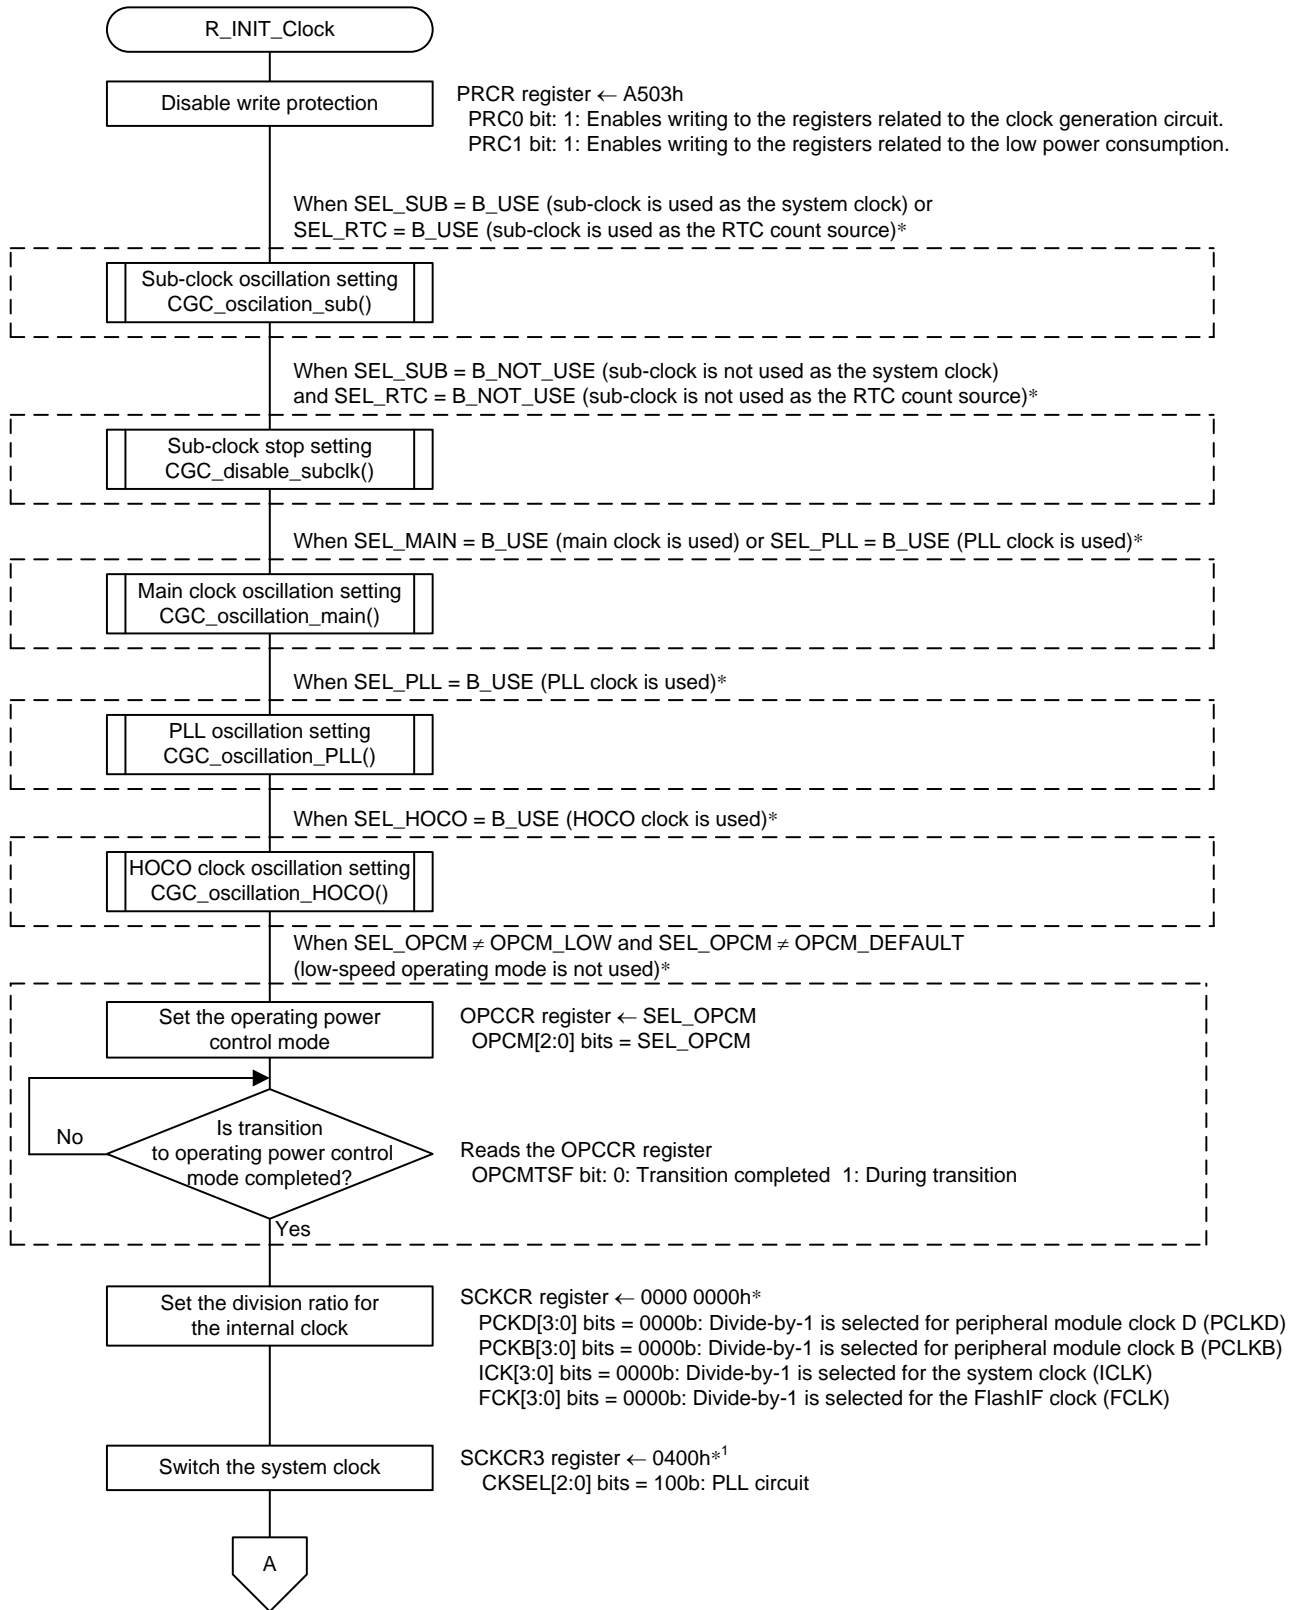 R_INIT_Clock
Disable write protection
PRCR register ← A503h
PRC0 bit: 1: Enables writing to the registers related to the clock generation circuit.
PRC1 bit: 1: Enables writing to the registers related to the low power consumption.
When SEL_SUB = B_USE (sub-clock is used as the system clock) or
SEL_RTC = B_USE (sub-clock is used as the RTC count source)*
Sub-clock oscillation setting
CGC_oscilation_sub()
When SEL_SUB = B_NOT_USE (sub-clock is not used as the system clock)
and SEL_RTC = B_NOT_USE (sub-clock is not used as the RTC count source)*
Sub-clock stop setting
CGC_disable_subclk()
When SEL_MAIN = B_USE (main clock is used) or SEL_PLL = B_USE (PLL clock is used)*
Main clock oscillation setting
CGC_oscillation_main()
When SEL_PLL = B_USE (PLL clock is used)*
PLL oscillation setting
CGC_oscillation_PLL()
When SEL_HOCO = B_USE (HOCO clock is used)*
HOCO clock oscillation setting
CGC_oscillation_HOCO()
When SEL_OPCM ≠ OPCM_LOW and SEL_OPCM ≠ OPCM_DEFAULT
(low-speed operating mode is not used)*
Set the operating power
control mode
OPCCR register ← SEL_OPCM
OPCM[2:0] bits = SEL_OPCM
Is transition
to operating power control
mode completed?
No
Reads the OPCCR register
OPCMTSF bit: 0: Transition completed 1: During transition
Yes
Set the division ratio for
the internal clock
SCKCR register ← 0000 0000h*
PCKD[3:0] bits = 0000b: Divide-by-1 is selected for peripheral module clock D (PCLKD)
PCKB[3:0] bits = 0000b: Divide-by-1 is selected for peripheral module clock B (PCLKB)
ICK[3:0] bits = 0000b: Divide-by-1 is selected for the system clock (ICLK)
FCK[3:0] bits = 0000b: Divide-by-1 is selected for the FlashIF clock (FCLK)
Switch the system clock
SCKCR3 register ← 0400h*1
CKSEL[2:0] bits = 100b: PLL circuit
A